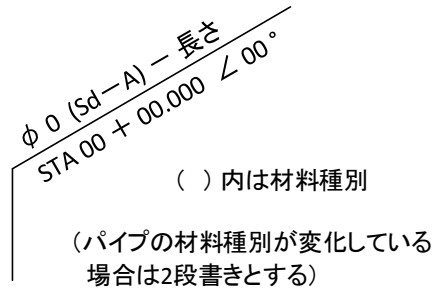 φ 0 (Sd－A) － 長さ
STA 00 ＋ 00.000 ∠ 00°
（ ）内は材料種別
（パイプの材料種別が変化している
場合は2段書きとする）